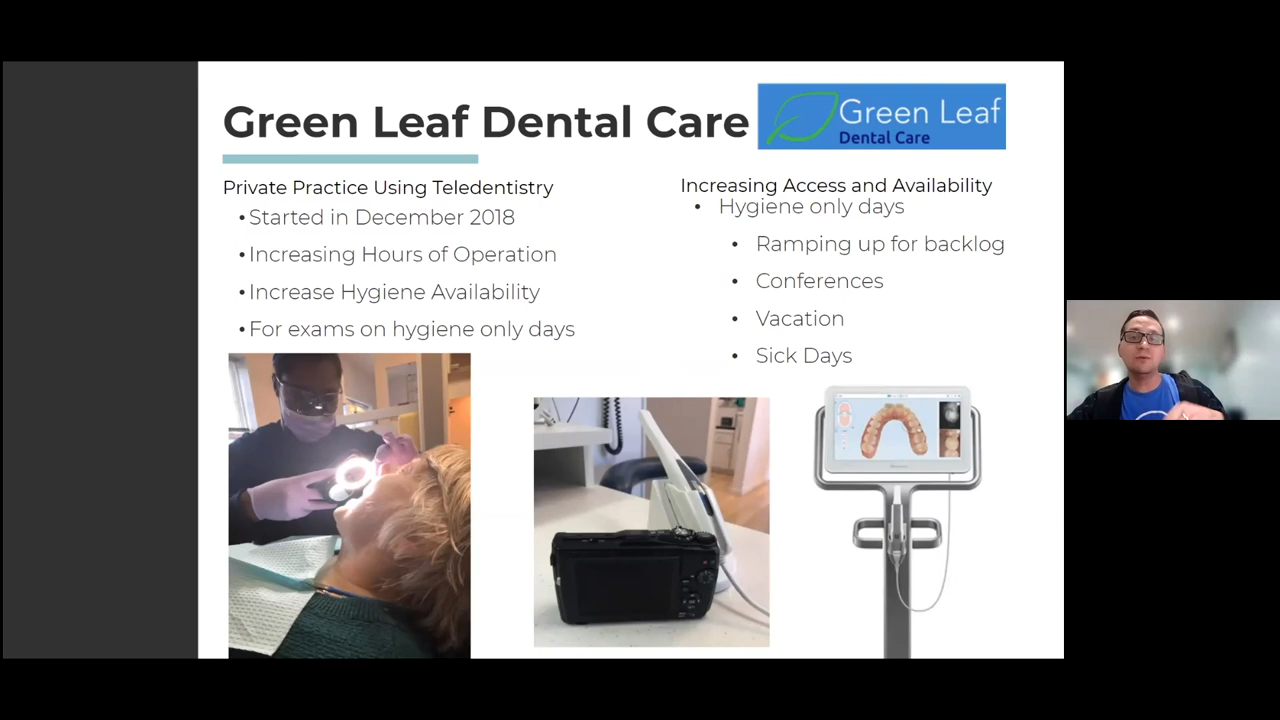 Green Leaf Dental Care
Green Leaf
Dental Care
Private Practice Using Teledentistry
•Started in December 2018
•Increasing Hours of Operation
•Increase Hygiene Availability
•For exams on hygiene only days
Increasing Access and Availability
• Hygiene only days
• Ramping up for backlog
• Conferences
• Vacation
• Sick Days